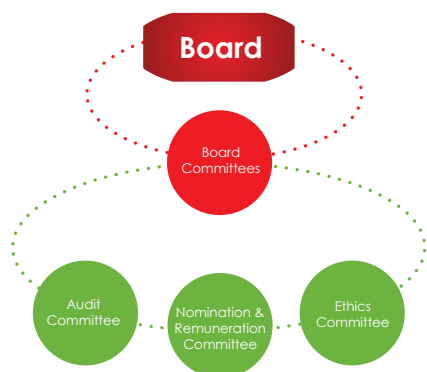 Board
Board
Committees
Audit
Committee
Nomination &
Remuneration
Committee
Ethics
Committee